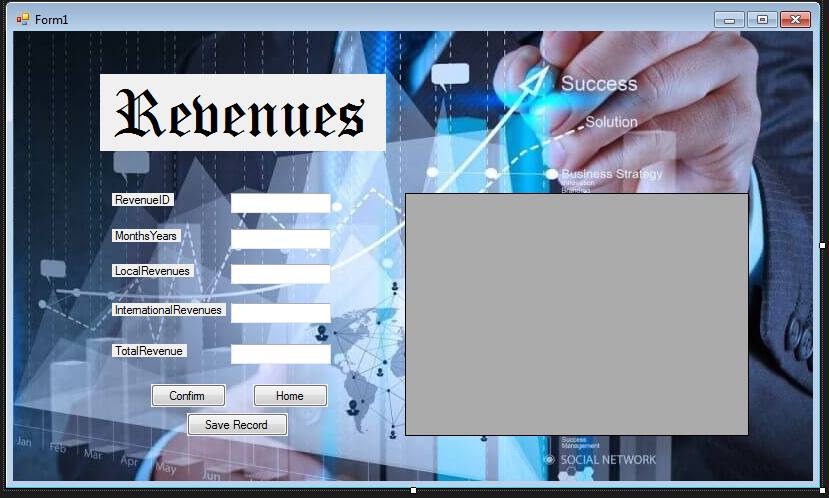 Form1
Revenues
Success
Solution
Business Strategy
Innovation
Branding
RevenueID
MonthsYears
LocalRevenues
InternationalRevenues
TotalRevenue
Confirm
Home
Save Record
Jan
Feb
Mar
Apr
May
Jun
Success
Management
SOCIAL NETWORK